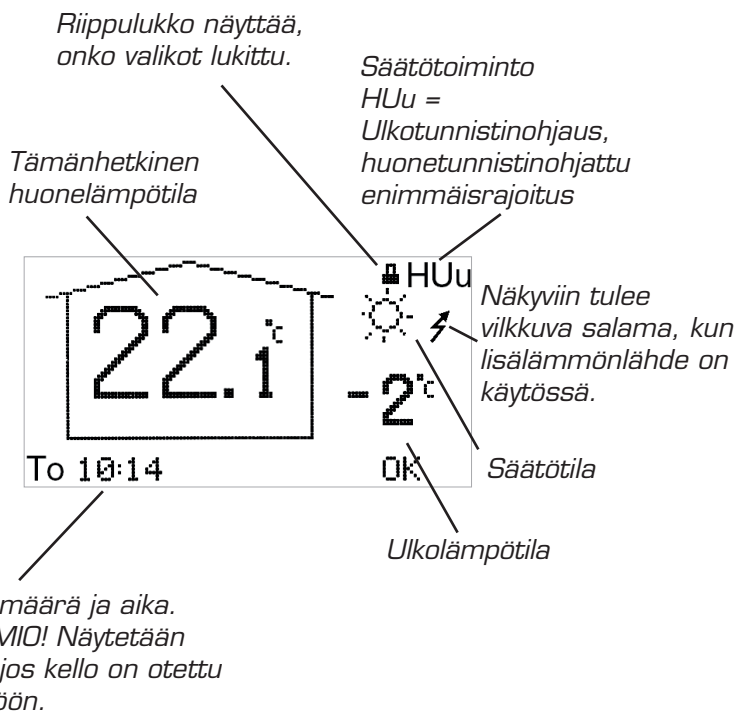 Riippulukko näyttää,
onko valikot lukittu.
Säätötoiminto
HUu =
Ulkotunnistinohjaus,
huonetunnistinohjattu
enimmäisrajoitus
Tämänhetkinen
huonelämpötila
HUu
22.1°C
-2°C
Näkyviin tulee
vilkkuva salama, kun
lisälämmönlähde on
käytössä.
To 10:14
OK
Säätötila
Ulkolämpötila
määrä ja aika.
MIO! Näytetään
jos kello on otettu
öön.